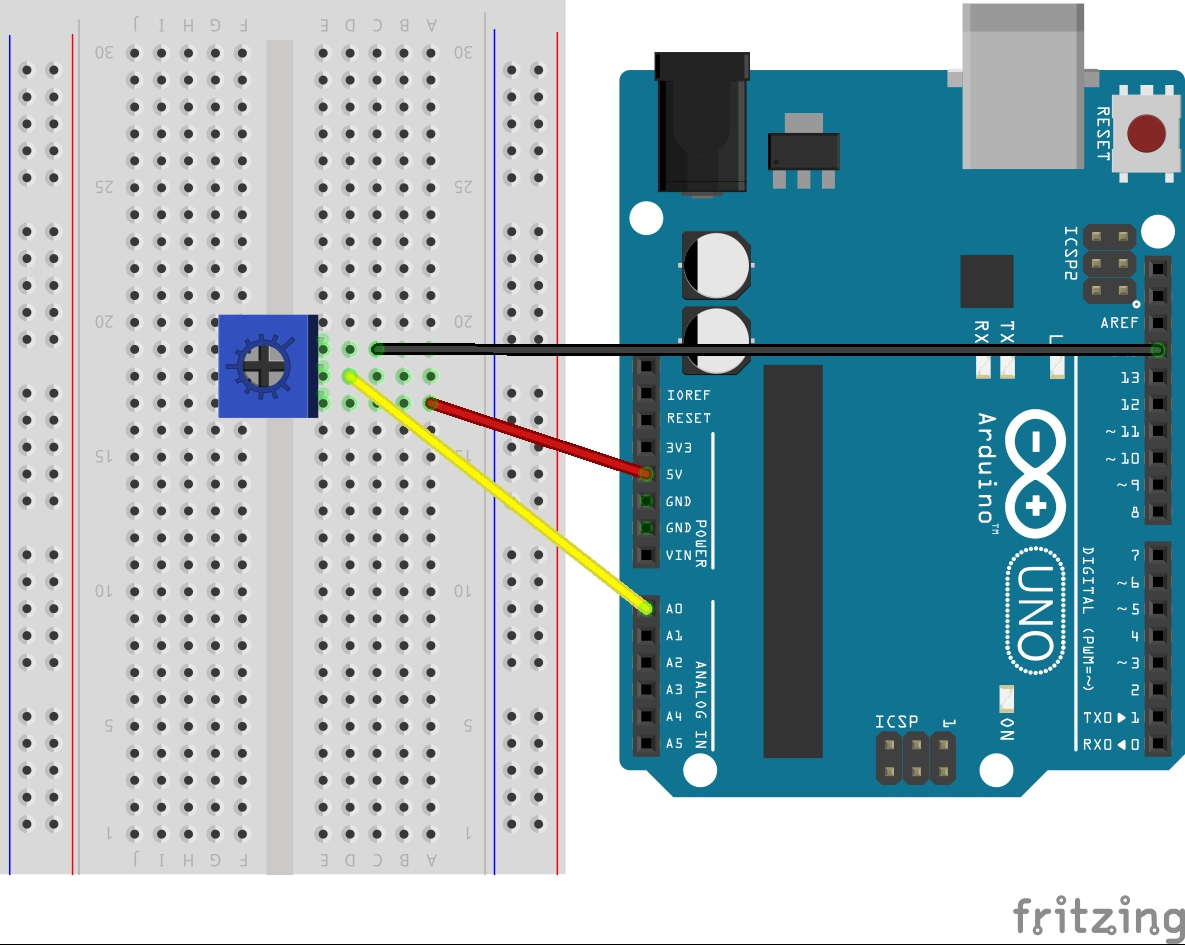 J I H G F E D C B A
30 30
25 25
20 20
15 15
10 10
5 5
1 1
J I H G F E D C B A
RESET
ICSP2
AREF
RX
TX
L
13
12
~11
~10
~9
8
IOREF
RESET
3V3
5V
GND
GND
VIN
POWER
Arduino™
UNO
7
~6
~5
4
~3
2
TX0▶1
RX0◀0
DIGITAL (PWM=~)
A0
A1
A2
A3
A4
A5
ANALOG IN
ICSP
1
ON
fritzing